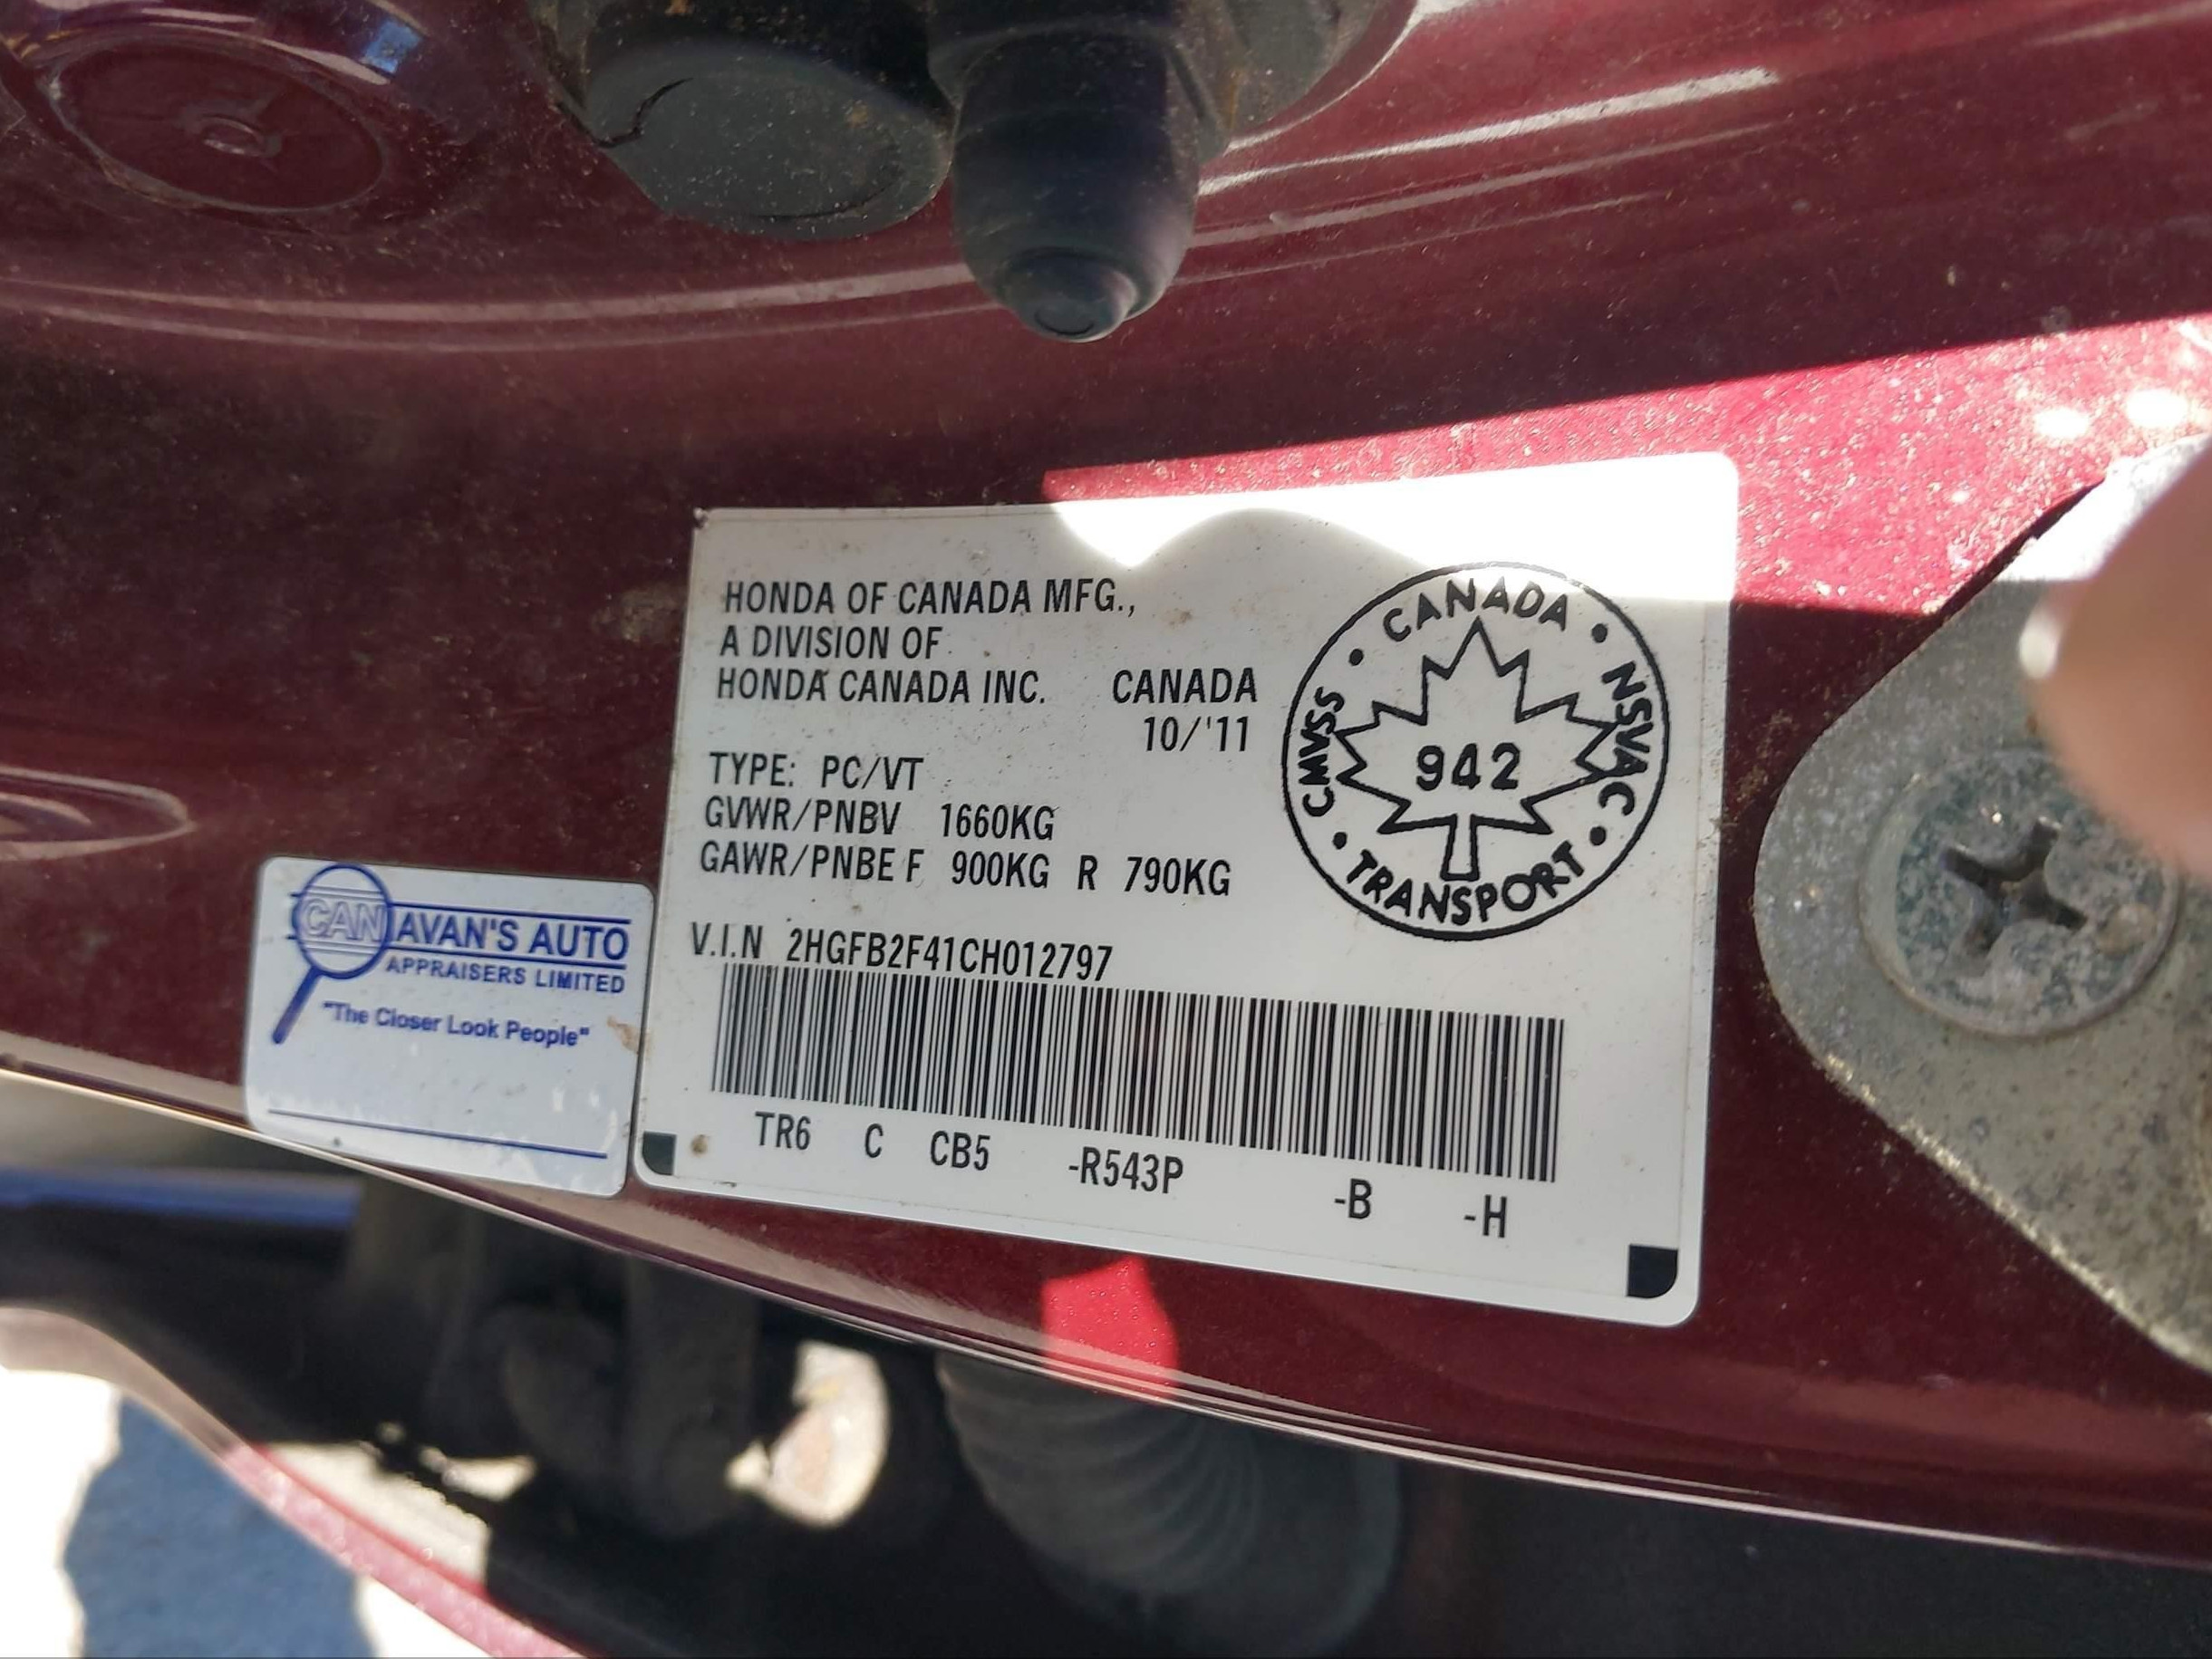 HONDA OF CANADA MFG.,
A DIVISION OF
HONDA CANADA INC. CANADA
10/'11
TYPE: PC/VT
GVWR/PNBV 1660KG
GAWR/PNBE F 900KG R 790KG
V.I.N 2HGFB2F41CH012797
TR6 C CB5 -R543P -B -H
CANADA • NSVAC • TRANSPORT • CMVSS •
942
CANAVAN'S AUTO
APPRAISERS LIMITED
"The Closer Look People"